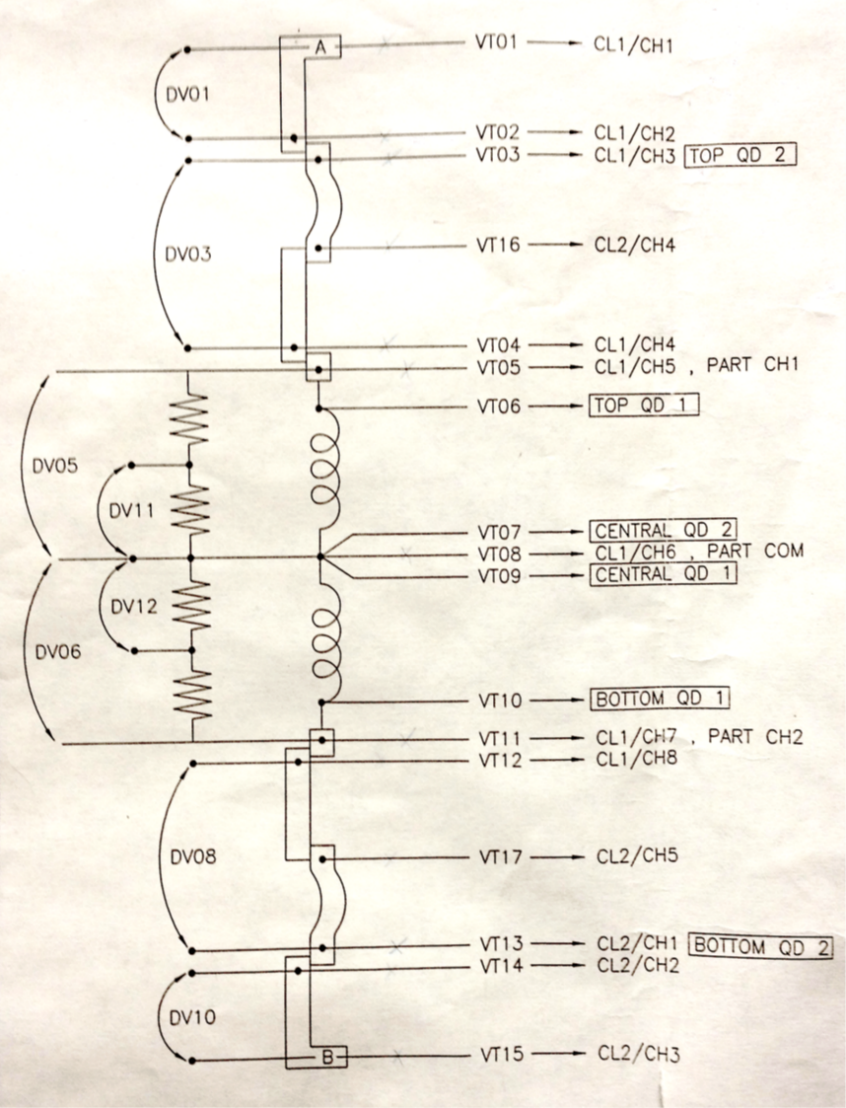 A VT01 CL1/CH1
DV01
VT02 CL1/CH2
VT03 CL1/CH3 TOP QD 2
DV03
VT16 CL2/CH4
VT04 CL1/CH4
VT05 CL1/CH5 , PART CH1
VT06 TOP QD 1
DV05
DV11
VT07 CENTRAL QD 2
VT08 CL1/CH6 , PART COM
VT09 CENTRAL QD 1
DV12
DV06
VT10 BOTTOM QD 1
VT11 CL1/CH7 , PART CH2
VT12 CL1/CH8
DV08
VT17 CL2/CH5
VT13 CL2/CH1 BOTTOM QD 2
VT14 CL2/CH2
DV10
B VT15 CL2/CH3